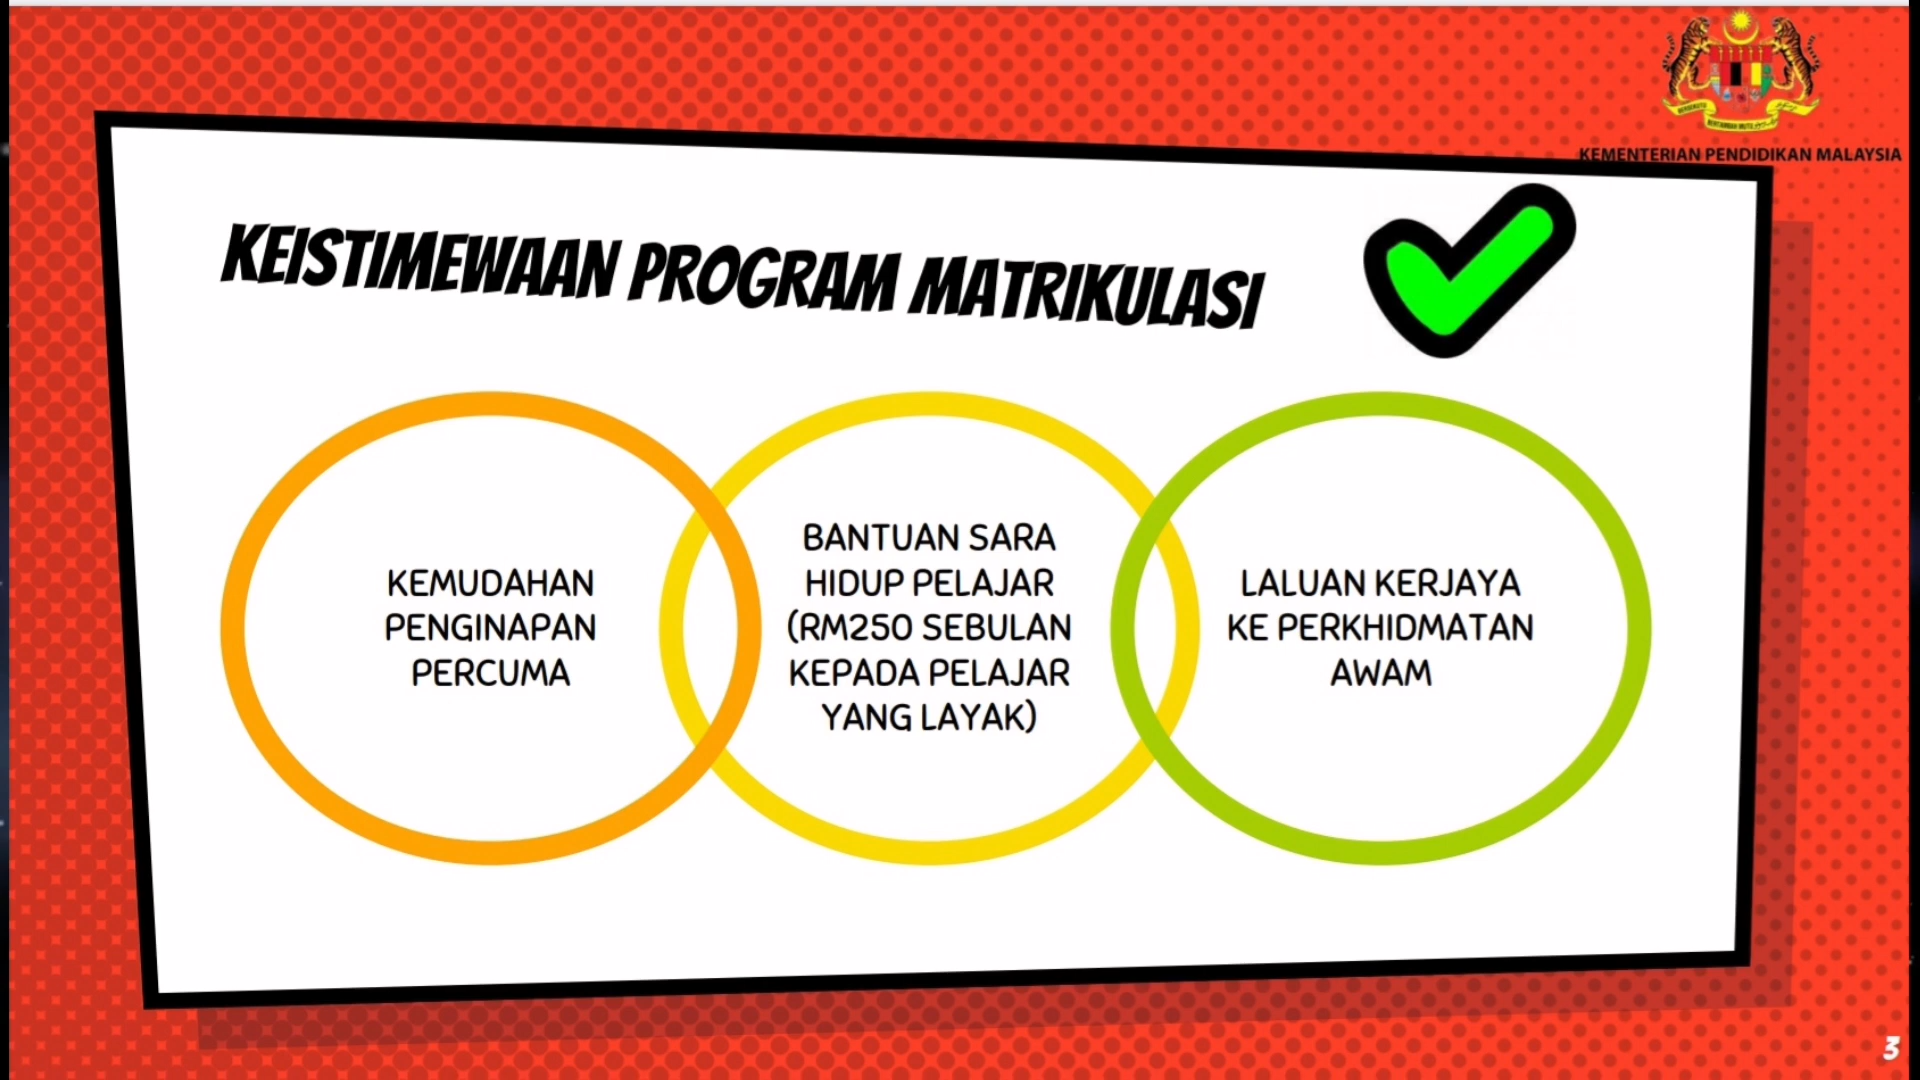 KEMENTERIAN PENDIDIKAN MALAYSIA
KEISTIMEWAAN PROGRAM MATRIKULASI
KEMUDAHAN
PENGINAPAN
PERCUMA
BANTUAN SARA
HIDUP PELAJAR
(RM250 SEBULAN
KEPADA PELAJAR
YANG LAYAK)
LALUAN KERJAYA
KE PERKHIDMATAN
AWAM
3